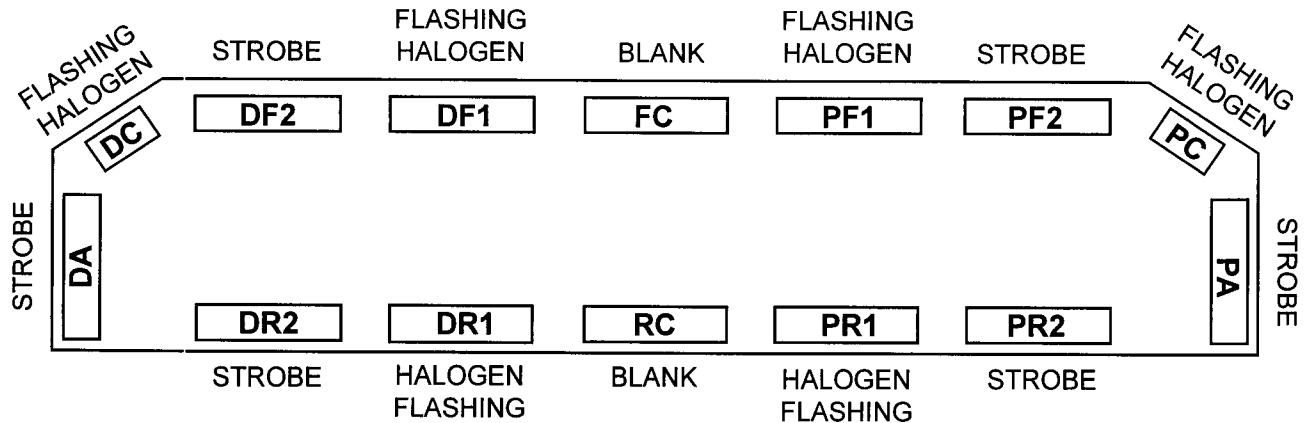 FLASHING
HALOGEN
STROBE
FLASHING
HALOGEN
BLANK
FLASHING
HALOGEN
STROBE
FLASHING
HALOGEN
DC
DF2
DF1
FC
PF1
PF2
PC
STROBE
DA
PA
STROBE
DR2
DR1
RC
PR1
PR2
STROBE
HALOGEN
FLASHING
BLANK
HALOGEN
FLASHING
STROBE